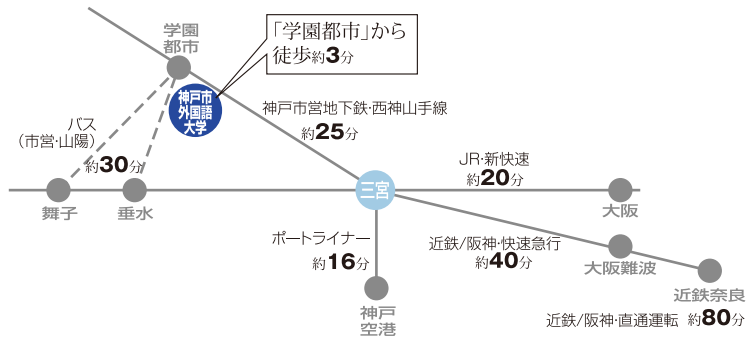 学園
都市
「学園都市」から
徒歩約3分
神戸市
外国語
大学
神戸市営地下鉄・西神山手線
約25分
バス
（市営・山陽）
約30分
JR・新快速
約20分
三宮
舞子
垂水
大阪
ポートライナー
約16分
近鉄/阪神・快速急行
約40分
大阪難波
近鉄奈良
神戸
空港
近鉄/阪神・直通運転 約80分